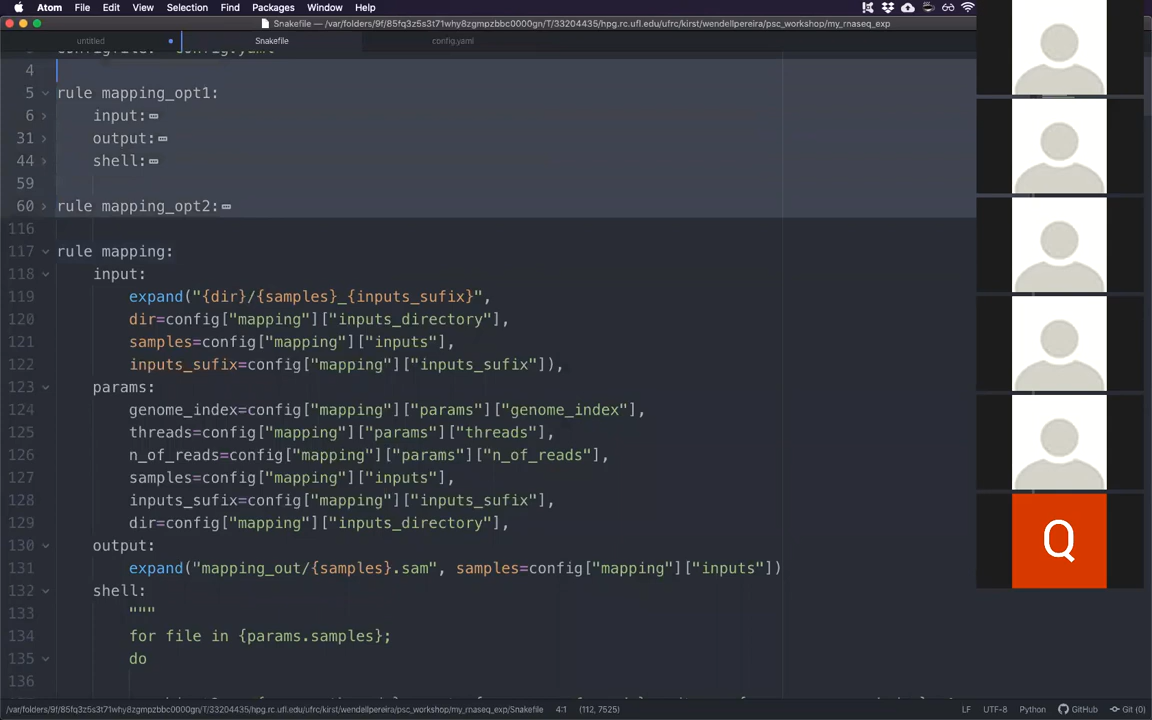 Atom File Edit View Selection Find Packages Window Help
Snakefile — /var/folders/9f/85fq3z5s3t71why8zgmpzbbc0000gn/T/33204435/hpg.rc.ufl.edu/ufrc/kirst/wendellpereira/psc_workshop/my_rnaseq_exp
untitled Snakefile config.yaml
4
5 rule mapping_opt1:
6 input:
31 output:
44 shell:
59
60 rule mapping_opt2:
116
117 rule mapping:
118 input:
119 expand("{dir}/{samples}_{inputs_sufix}",
120 dir=config["mapping"]["inputs_directory"],
121 samples=config["mapping"]["inputs"],
122 inputs_sufix=config["mapping"]["inputs_sufix"]),
123 params:
124 genome_index=config["mapping"]["params"]["genome_index"],
125 threads=config["mapping"]["params"]["threads"],
126 n_of_reads=config["mapping"]["params"]["n_of_reads"],
127 samples=config["mapping"]["inputs"],
128 inputs_sufix=config["mapping"]["inputs_sufix"],
129 dir=config["mapping"]["inputs_directory"],
130 output:
131 expand("mapping_out/{samples}.sam", samples=config["mapping"]["inputs"])
132 shell:
133 """
134 for file in {params.samples};
135 do
136
Q
/var/folders/9f/85fq3z5s3t71why8zgmpzbbc0000gn/T/33204435/hpg.rc.ufl.edu/ufrc/kirst/wendellpereira/psc_workshop/my_rnaseq_exp/Snakefile 4:1 (112, 7525) LF UTF-8 Python GitHub Git (0)